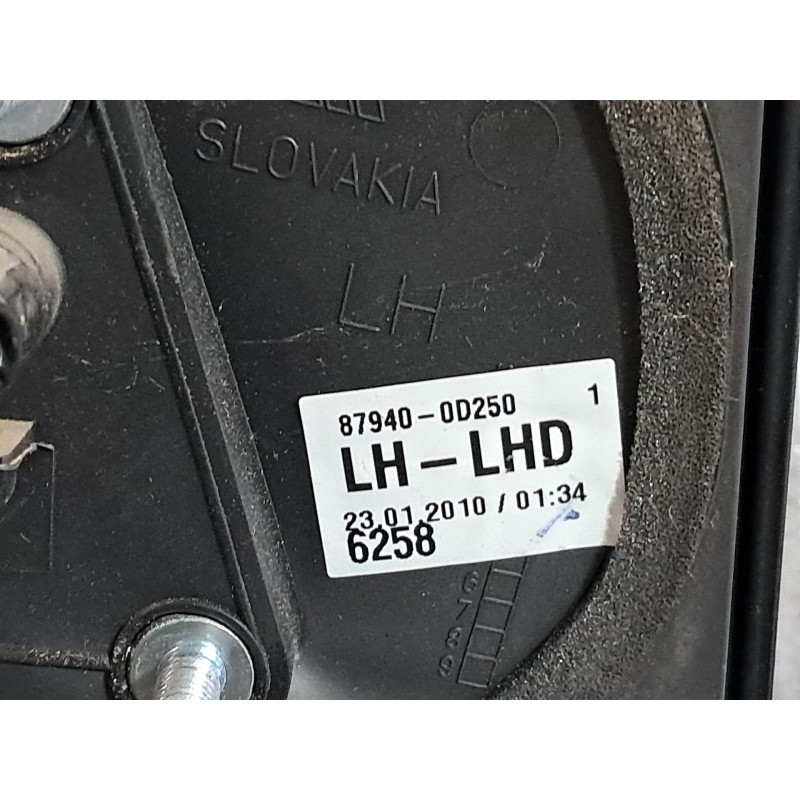 SLOVAKIA
LH
87940-0D250 1
LH-LHD
23.01.2010 / 01:34
6258
6
7
8
9